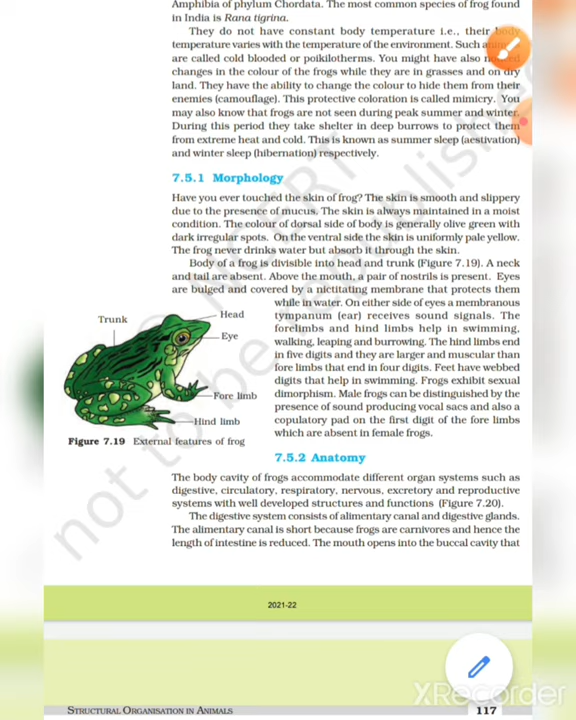 Amphibia of phylum Chordata. The most common species of frog found
in India is Rana tigrina.
They do not have constant body temperature i.e., their body
temperature varies with the temperature of the environment. Such
are called cold blooded or poikilotherms. You might have also
changes in the colour of the frogs while they are in grasses and on dry
land. They have the ability to change the colour to hide them from their
enemies (camouflage). This protective coloration is called mimicry. You
may also know that frogs are not seen during peak summer and winter.
During this period they take shelter in deep burrows to protect them
from extreme heat and cold. This is known as summer sleep (aestivation)
and winter sleep (hibernation) respectively.
7.5.1 Morphology
Have you ever touched the skin of frog? The skin is smooth and slippery
due to the presence of mucus. The skin is always maintained in a moist
condition. The colour of dorsal side of body is generally olive green with
dark irregular spots. On the ventral side the skin is uniformly pale yellow.
The frog never drinks water but absorb it through the skin.
Body of a frog is divisible into head and trunk (Figure 7.19). A neck
and tail are absent. Above the mouth, a pair of nostrils is present. Eyes
are bulged and covered by a nictitating membrane that protects them
while in water. On either side of eyes a membranous
tympanum (ear) receives sound signals. The
forelimbs and hind limbs help in swimming,
walking, leaping and burrowing. The hind limbs end
in five digits and they are larger and muscular than
fore limbs that end in four digits. Feet have webbed
digits that help in swimming. Frogs exhibit sexual
dimorphism. Male frogs can be distinguished by the
presence of sound producing vocal sacs and also a
copulatory pad on the first digit of the fore limbs
which are absent in female frogs.
Trunk
Head
Eye
Fore limb
Hind limb
Figure 7.19 External features of frog
7.5.2 Anatomy
The body cavity of frogs accommodate different organ systems such as
digestive, circulatory, respiratory, nervous, excretory and reproductive
systems with well developed structures and functions (Figure 7.20).
The digestive system consists of alimentary canal and digestive glands.
The alimentary canal is short because frogs are carnivores and hence the
length of intestine is reduced. The mouth opens into the buccal cavity that
2021-22
STRUCTURAL ORGANISATION IN ANIMALS
117
XRecorder
not to be republished
NCERT